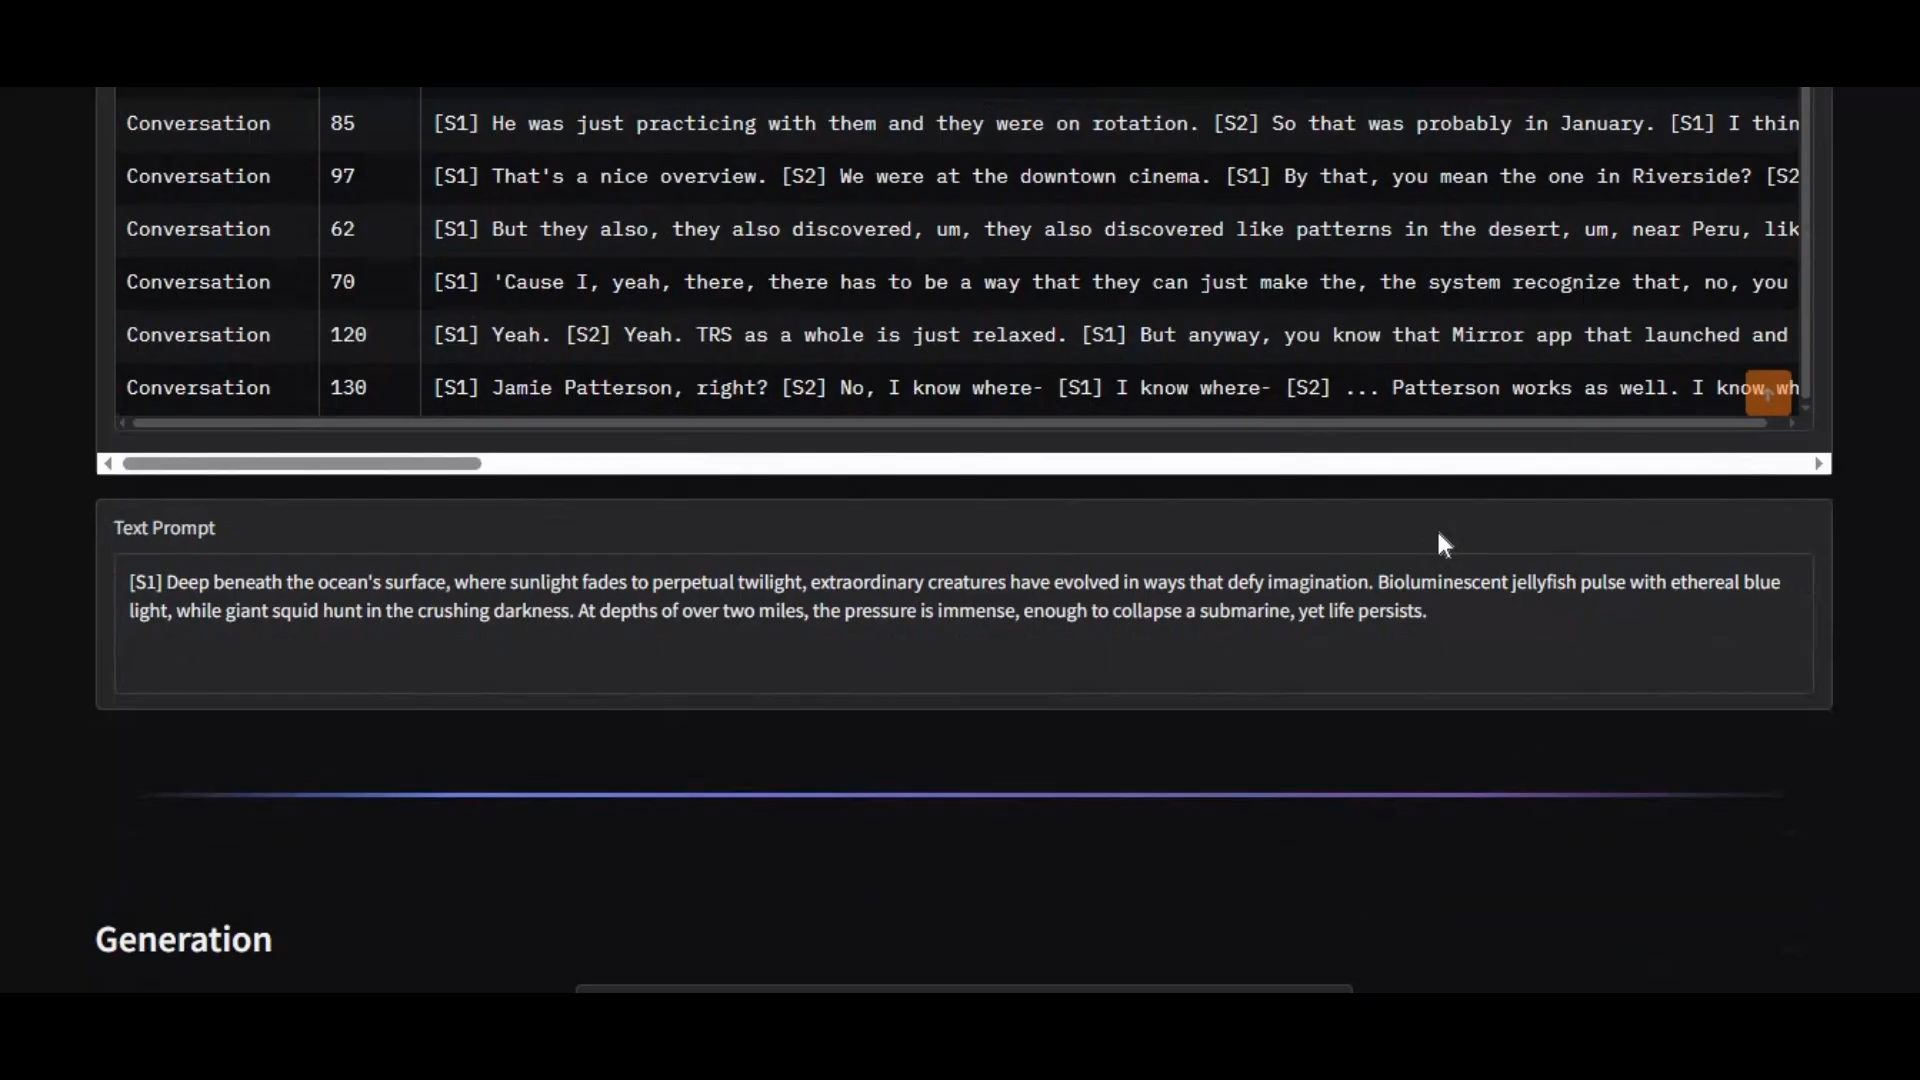 Conversation 85 [S1] He was just practicing with them and they were on rotation. [S2] So that was probably in January. [S1] I thin
Conversation 97 [S1] That's a nice overview. [S2] We were at the downtown cinema. [S1] By that, you mean the one in Riverside? [S2
Conversation 62 [S1] But they also, they also discovered, um, they also discovered like patterns in the desert, um, near Peru, lik
Conversation 70 [S1] 'Cause I, yeah, there, there has to be a way that they can just make the, the system recognize that, no, you
Conversation 120 [S1] Yeah. [S2] Yeah. TRS as a whole is just relaxed. [S1] But anyway, you know that Mirror app that launched and
Conversation 130 [S1] Jamie Patterson, right? [S2] No, I know where- [S1] I know where- [S2] ... Patterson works as well. I know wh
Text Prompt
[S1] Deep beneath the ocean's surface, where sunlight fades to perpetual twilight, extraordinary creatures have evolved in ways that defy imagination. Bioluminescent jellyfish pulse with ethereal blue
light, while giant squid hunt in the crushing darkness. At depths of over two miles, the pressure is immense, enough to collapse a submarine, yet life persists.
Generation